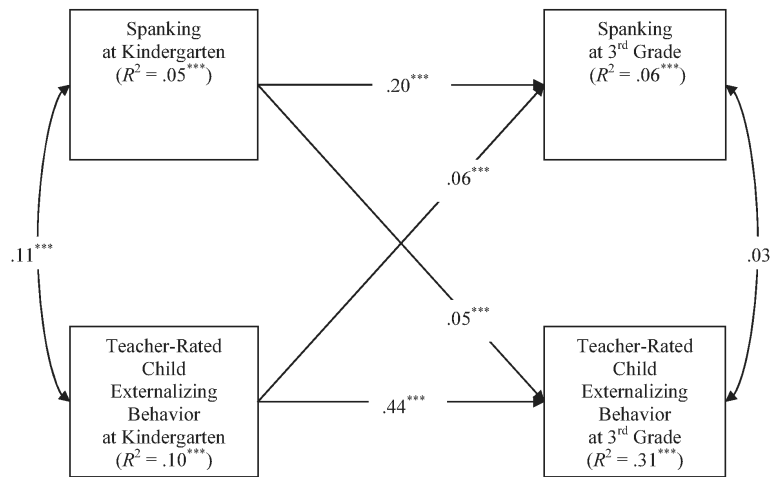 Spanking
at Kindergarten
(R² = .05***)
Spanking
at 3rd Grade
(R² = .06***)
.20***
.06***
.11***
.03
.05***
Teacher-Rated
Child
Externalizing
Behavior
at Kindergarten
(R² = .10***)
.44***
Teacher-Rated
Child
Externalizing
Behavior
at 3rd Grade
(R² = .31***)